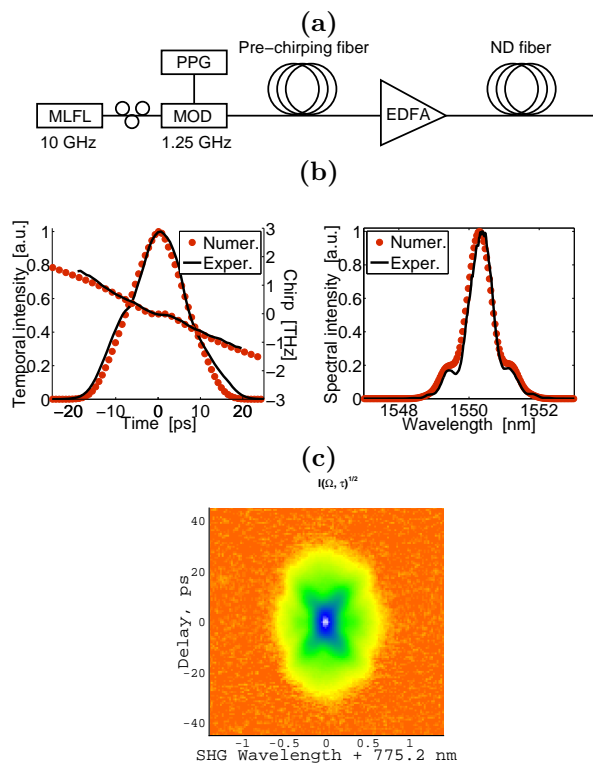 (a)
Pre-chirping fiber
ND fiber
PPG
MLFL
MOD
EDFA
10 GHz
1.25 GHz
(b)
Temporal intensity [a.u.]
1
0.8
0.6
0.4
0.2
0
−20
−10
0
10
20
Time [ps]
3
2
1
0
−1
−2
−3
Chirp [THz]
Numer.
Exper.
Spectral intensity [a.u.]
1
0.8
0.6
0.4
0.2
0
1548
1550
1552
Wavelength [nm]
Numer.
Exper.
(c)
I(Ω, τ)1/2
Delay, ps
40
20
0
-20
-40
-1
-0.5
0
0.5
1
SHG Wavelength + 775.2 nm